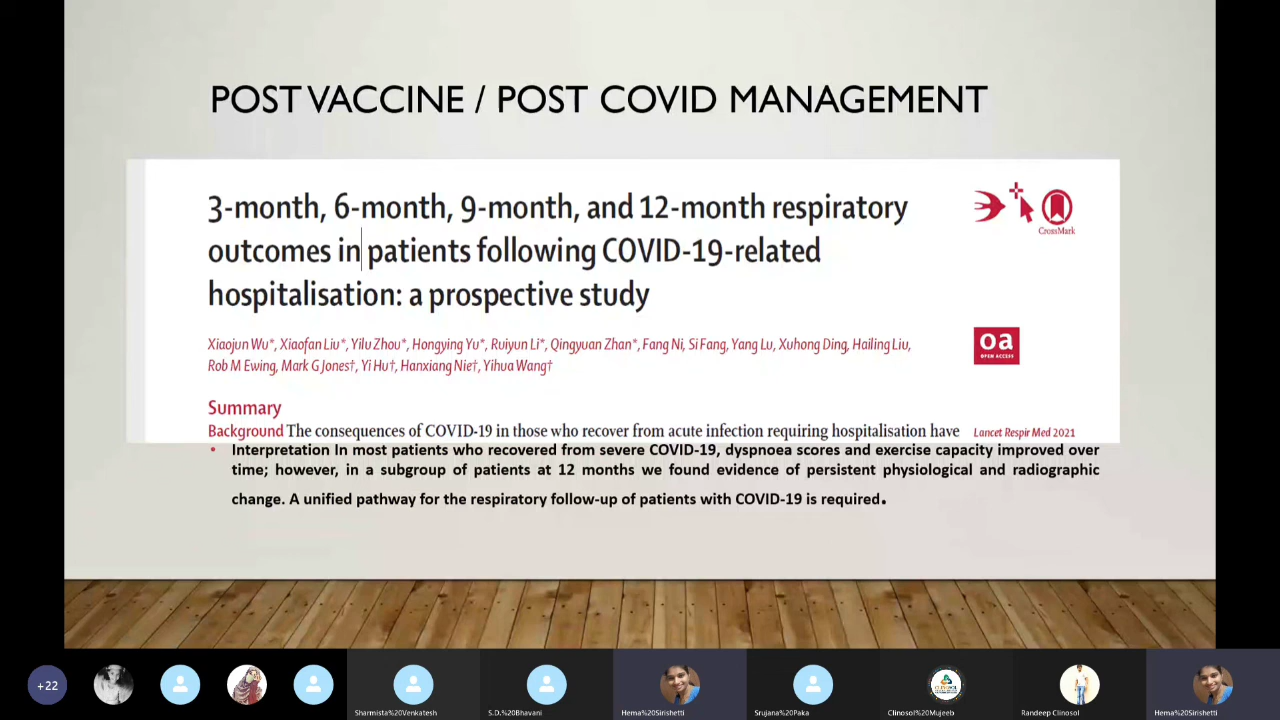 POST VACCINE / POST COVID MANAGEMENT
3-month, 6-month, 9-month, and 12-month respiratory
outcomes in patients following COVID-19-related
hospitalisation: a prospective study
CrossMark
Xiaojun Wu*, Xiaofan Liu*, Yilu Zhou*, Hongying Yu*, Ruiyun Li*, Qingyuan Zhan*, Fang Ni, Si Fang, Yang Lu, Xuhong Ding, Hailing Liu,
Rob M Ewing, Mark G Jones†, Yi Hu†, Hanxiang Nie†, Yihua Wang†
oa
OPEN ACCESS
Summary
Background The consequences of COVID-19 in those who recover from acute infection requiring hospitalisation have
Lancet Respir Med 2021
• Interpretation In most patients who recovered from severe COVID-19, dyspnoea scores and exercise capacity improved over
time; however, in a subgroup of patients at 12 months we found evidence of persistent physiological and radiographic
change. A unified pathway for the respiratory follow-up of patients with COVID-19 is required.
+22
Sharmista%20Venkatesh
S.D.%20Bhavani
Hema%20Sirishetti
Srujana%20Paka
Clinosol%20Mujeeb
Randeep Clinosol
Hema%20Sirishetti